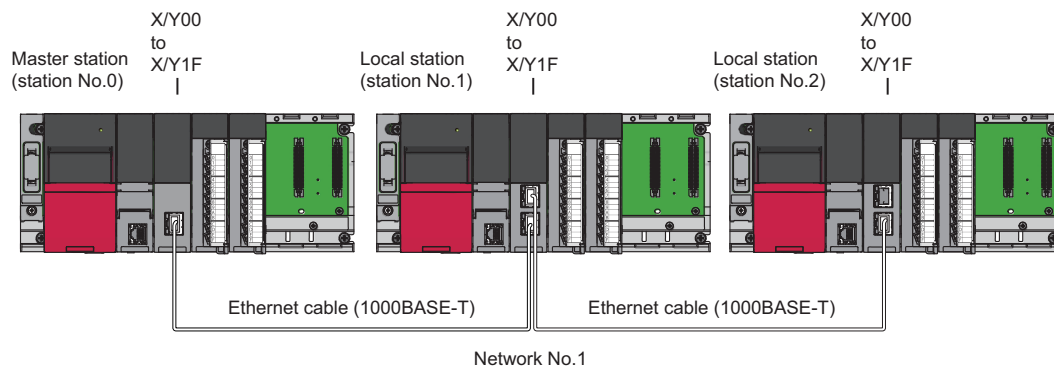 X/Y00
to
X/Y1F
Master station
(station No.0)
X/Y00
to
X/Y1F
Local station
(station No.1)
X/Y00
to
X/Y1F
Local station
(station No.2)
Ethernet cable (1000BASE-T)
Ethernet cable (1000BASE-T)
Network No.1